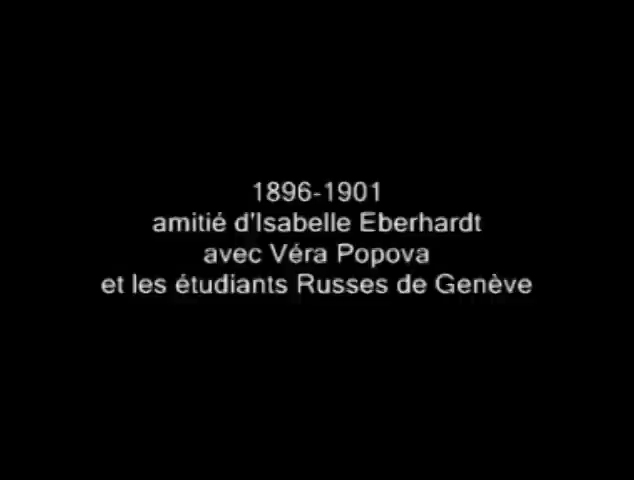 1896-1901
amitié d'Isabelle Eberhardt
avec Véra Popova
et les étudiants Russes de Genève